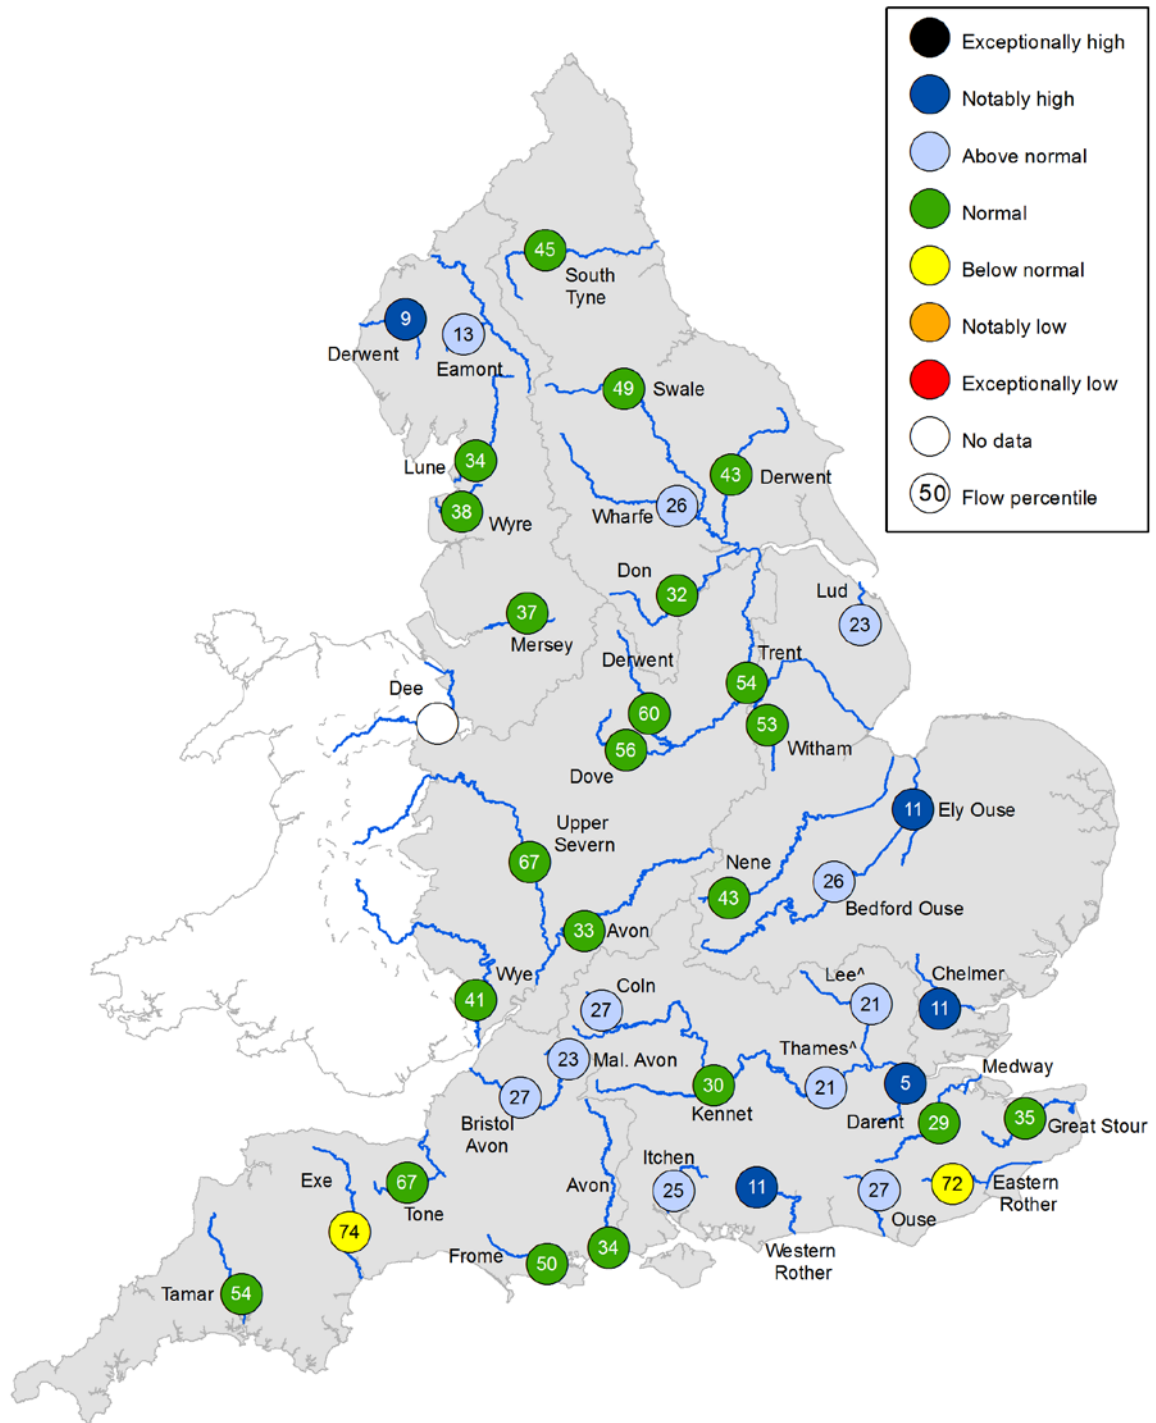 Exceptionally high
Notably high
Above normal
Normal
Below normal
Notably low
Exceptionally low
No data
50 Flow percentile
45
South
Tyne
9
13
Derwent
Eamont
49
Swale
34
Lune
43
Derwent
38
Wyre
26
Wharfe
Don
32
Lud
23
37
Mersey
Derwent
Trent
54
Dee
60
53
56
Witham
Dove
11
Ely Ouse
Upper
Severn
67
Nene
43
26
Bedford Ouse
33
Avon
Wye
41
Coln
27
Lee^
21
Chelmer
11
23
Mal. Avon
Thames^
21
5
Medway
27
30
Kennet
Darent
29
35
Great Stour
Bristol
Avon
Itchen
25
11
27
72
Eastern
Rother
Ouse
Exe
67
Tone
Avon
74
34
Western
Rother
Frome
50
Tamar
54